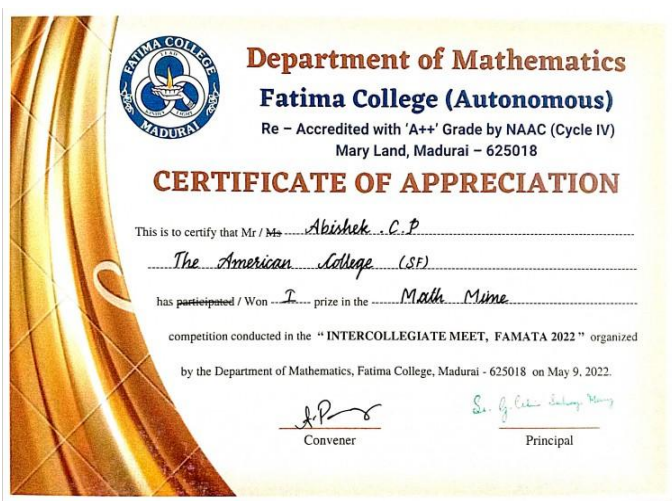 FATIMA COLLEGE
LEAD
KINDLY LIGHT
MADURAI
Department of Mathematics
Fatima College (Autonomous)
Re – Accredited with 'A++' Grade by NAAC (Cycle IV)
Mary Land, Madurai – 625018
CERTIFICATE OF APPRECIATION
This is to certify that Mr / Ms Abishek . C. P
The American College (SF)
has participated / Won I prize in the Math Mime
competition conducted in the “ INTERCOLLEGIATE MEET, FAMATA 2022 ” organized
by the Department of Mathematics, Fatima College, Madurai - 625018 on May 9, 2022.
Convener
Principal